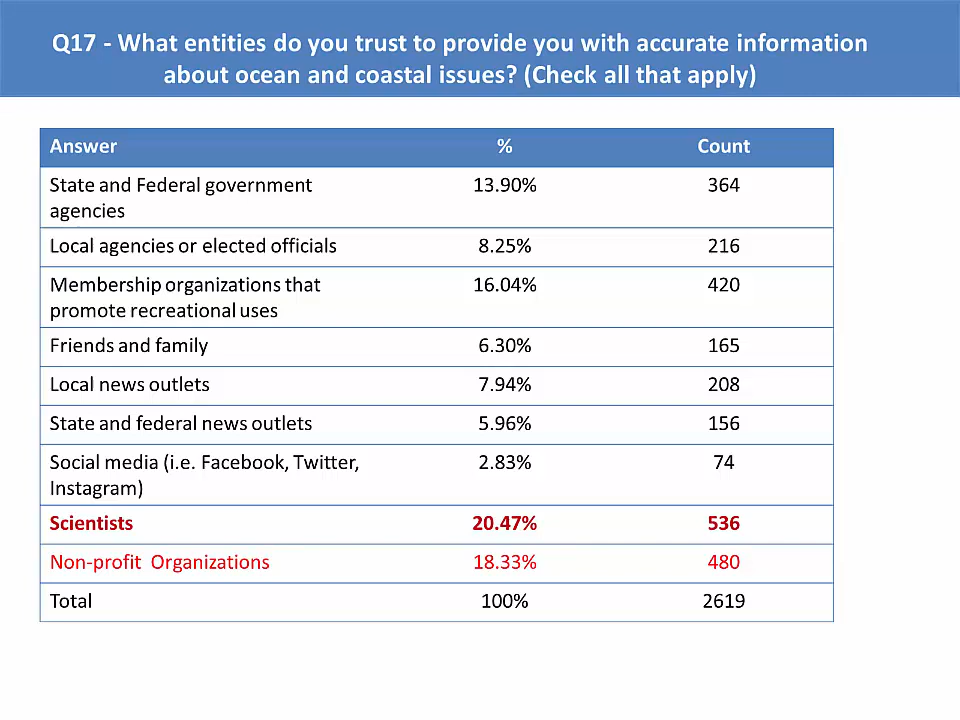 Q17 - What entities do you trust to provide you with accurate information
about ocean and coastal issues? (Check all that apply)
Answer % Count
State and Federal government
agencies 13.90% 364
Local agencies or elected officials 8.25% 216
Membership organizations that
promote recreational uses 16.04% 420
Friends and family 6.30% 165
Local news outlets 7.94% 208
State and federal news outlets 5.96% 156
Social media (i.e. Facebook, Twitter,
Instagram) 2.83% 74
Scientists 20.47% 536
Non-profit Organizations 18.33% 480
Total 100% 2619